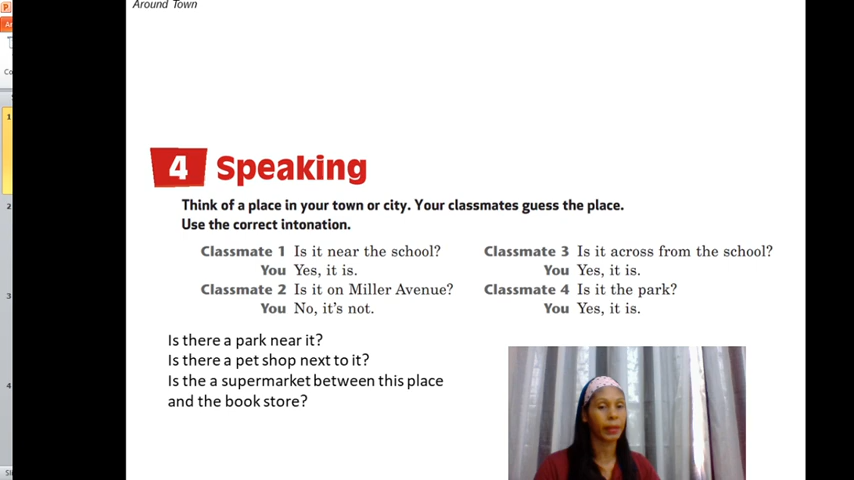 Around Town
4 Speaking
Think of a place in your town or city. Your classmates guess the place.
Use the correct intonation.
Classmate 1 Is it near the school?
You Yes, it is.
Classmate 2 Is it on Miller Avenue?
You No, it's not.
Classmate 3 Is it across from the school?
You Yes, it is.
Classmate 4 Is it the park?
You Yes, it is.
Is there a park near it?
Is there a pet shop next to it?
Is the a supermarket between this place
and the book store?
1
2
3
4